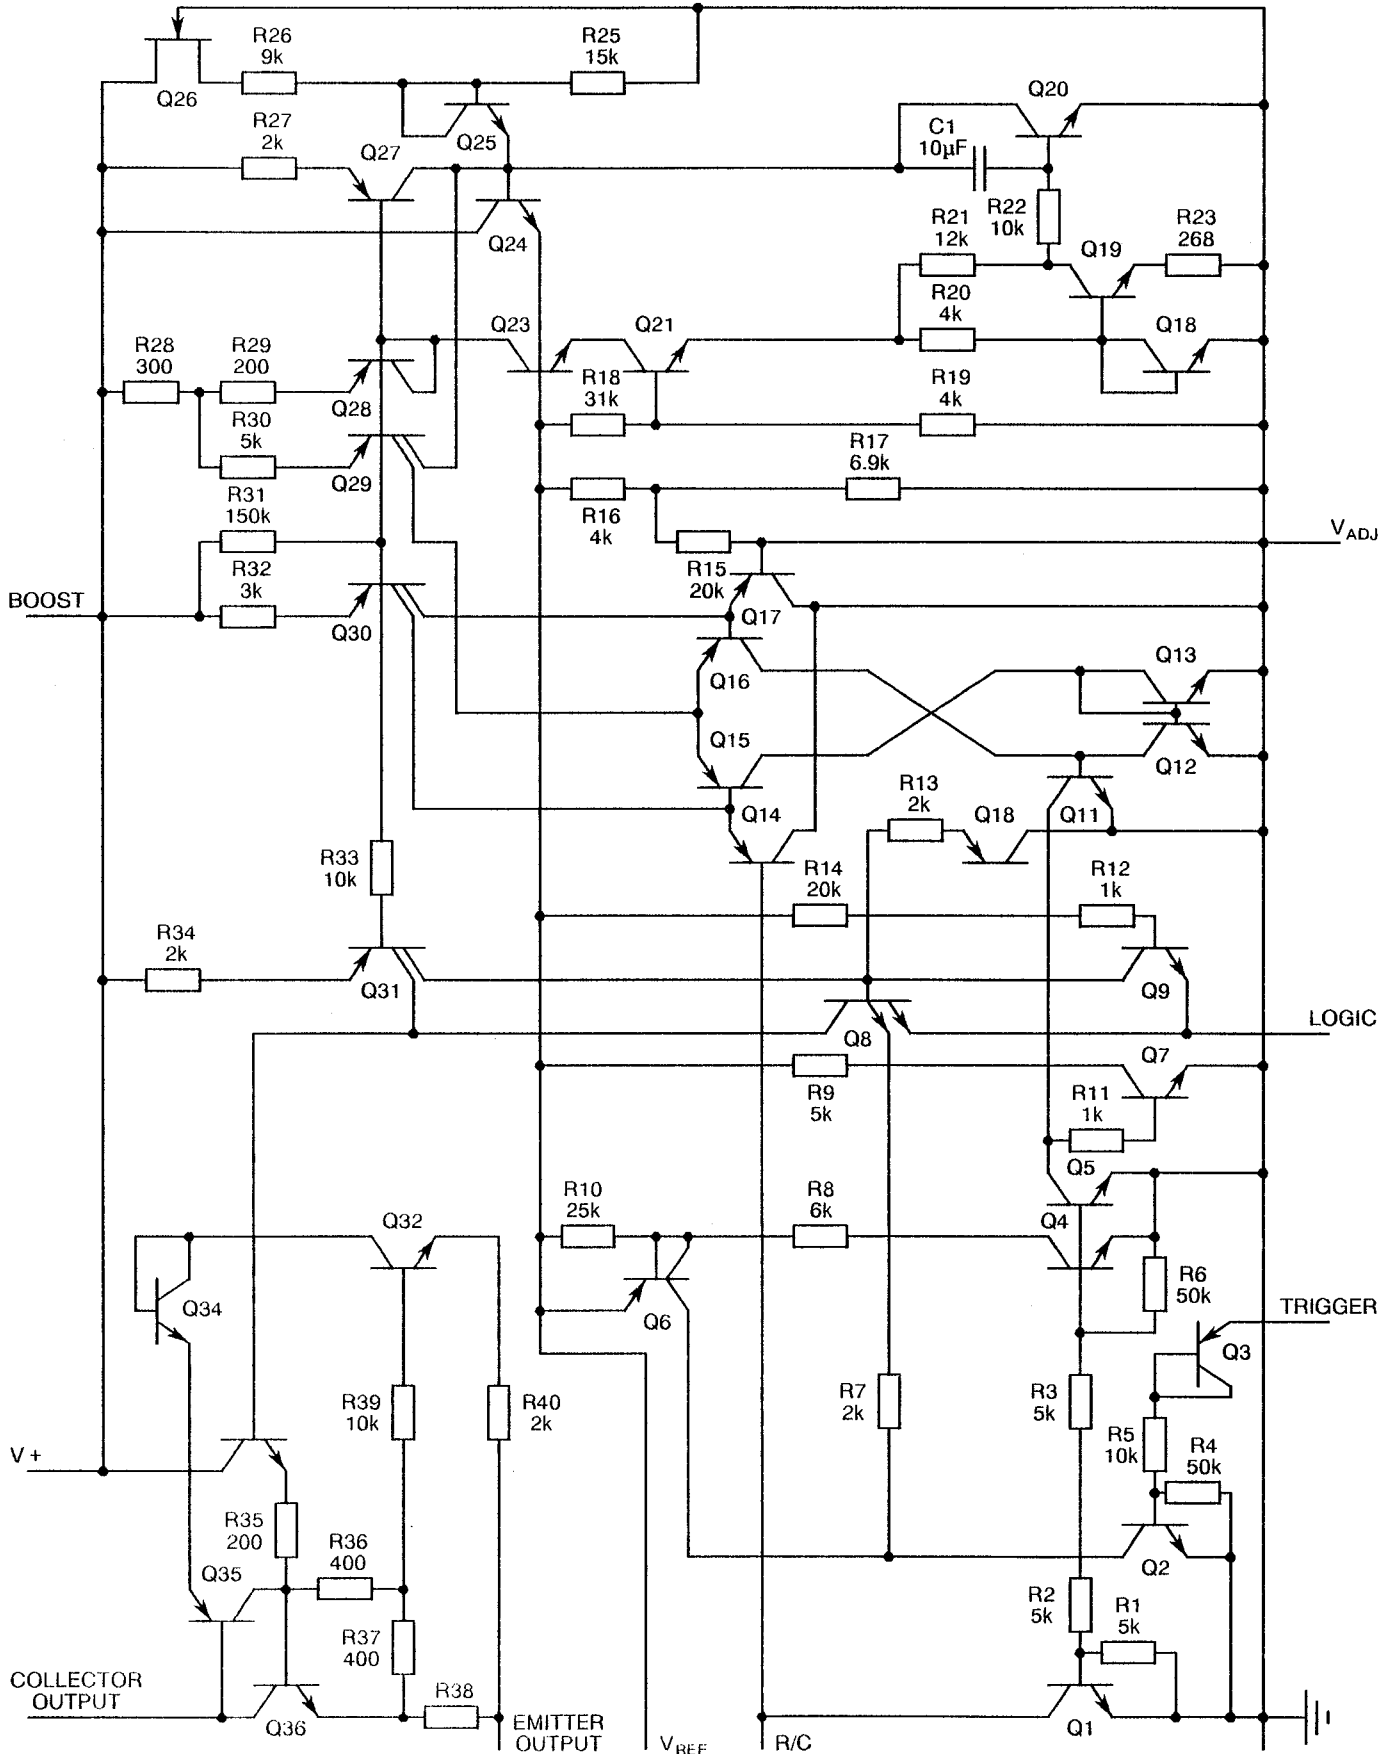 R26
9k
R25
15k
Q26
Q20
R27
2k
Q27
Q25
C1
10µF
R22
10k
R21
12k
R23
268
Q24
Q19
R20
4k
Q23
Q21
Q18
R28
300
R29
200
R18
31k
R19
4k
Q28
R30
5k
R17
6.9k
Q29
R31
150k
R16
4k
V ADJ
R32
3k
R15
20k
BOOST
Q30
Q17
Q16
Q13
Q15
Q12
R13
2k
Q14
Q18
Q11
R33
10k
R14
20k
R12
1k
R34
2k
Q31
Q9
LOGIC
Q8
Q7
R9
5k
R11
1k
Q5
R10
25k
R8
6k
Q32
Q4
R6
50k
Q34
Q6
TRIGGER
Q3
R39
10k
R40
2k
R7
2k
R3
5k
R5
10k
R4
50k
V +
R35
200
R36
400
Q35
Q2
R2
5k
R1
5k
R37
400
COLLECTOR
OUTPUT
R38
Q36
EMITTER
OUTPUT
V REF
R/C
Q1